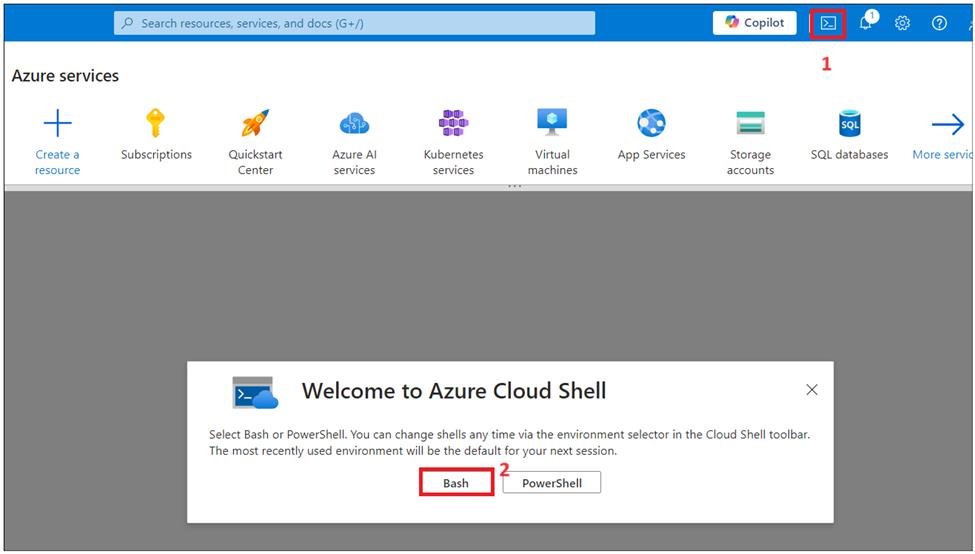 Search resources, services, and docs (G+/)
Copilot
1
1
Azure services
Create a
resource
Subscriptions
Quickstart
Center
Azure AI
services
Kubernetes
services
Virtual
machines
App Services
Storage
accounts
SQL
SQL databases
More servic
Welcome to Azure Cloud Shell
Select Bash or PowerShell. You can change shells any time via the environment selector in the Cloud Shell toolbar.
The most recently used environment will be the default for your next session.
2
Bash
PowerShell